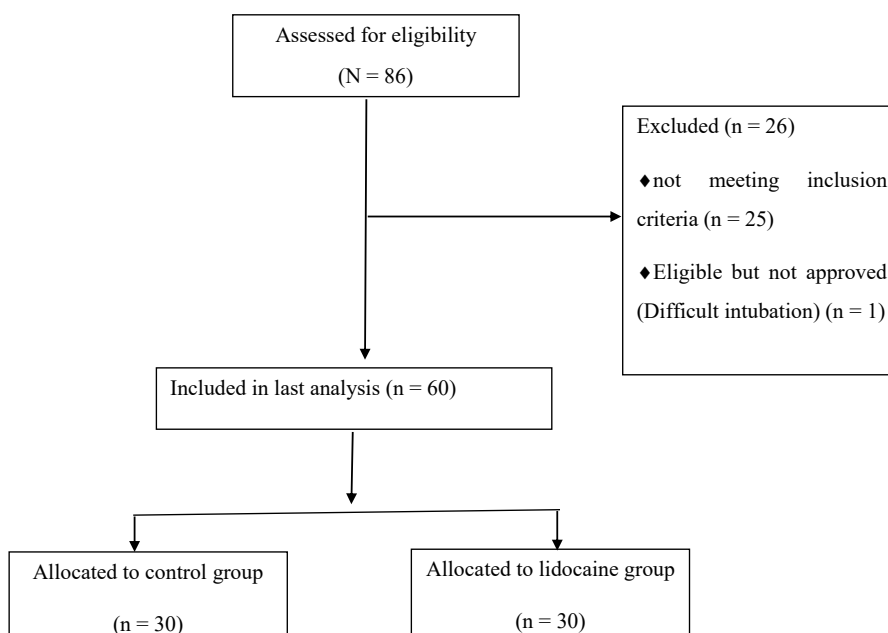 Assessed for eligibility
(N = 86)
Excluded (n = 26)
♦not meeting inclusion
criteria (n = 25)
♦Eligible but not approved
(Difficult intubation) (n = 1)
Included in last analysis (n = 60)
Allocated to control group
(n = 30)
Allocated to lidocaine group
(n = 30)